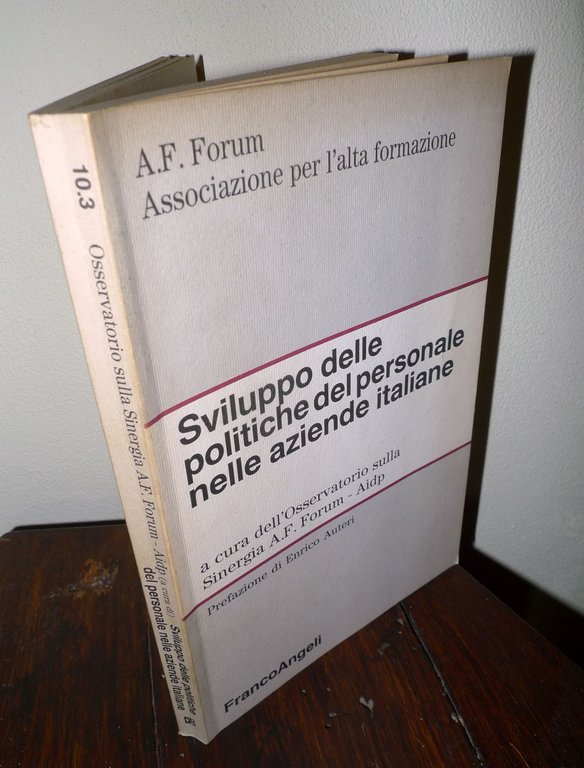 A.F. Forum
Associazione per l'alta formazione
Sviluppo delle
politiche del personale
nelle aziende italiane
a cura dell'Osservatorio sulla
Sinergia A.F. Forum - Aidp
Prefazione di Enrico Auteri
FrancoAngeli
10.3
Osservatorio sulla Sinergia A.F. Forum - Aidp (a cura di)
Sviluppo delle politiche
del personale nelle aziende italiane